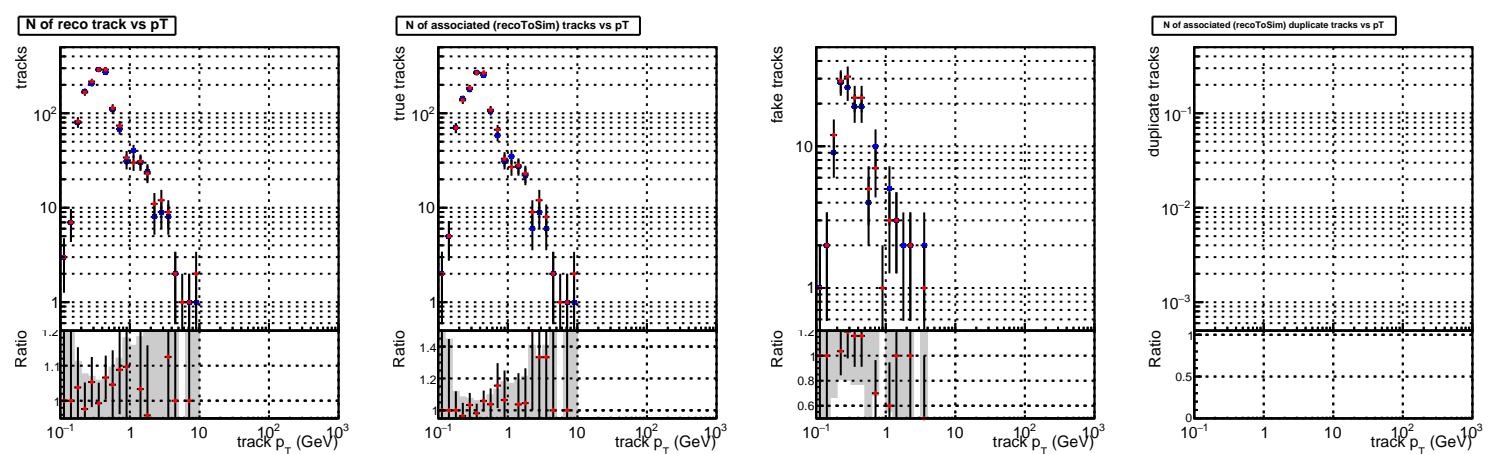 N of reco track vs pT
tracks
10²
10
1
Ratio
1.2
1.1
1
10⁻¹ 1 10 10² 10³
track p_T (GeV)
N of associated (recoToSim) tracks vs pT
true tracks
10²
10
1
Ratio
1.4
1.2
1
10⁻¹ 1 10 10² 10³
track p_T (GeV)
fake tracks
10
1
Ratio
1.2
1
0.8
0.6
10⁻¹ 1 10 10² 10³
track p_T (GeV)
N of associated (recoToSim) duplicate tracks vs pT
duplicate tracks
10⁻¹
10⁻²
10⁻³
Ratio
1
0.5
0
10⁻¹ 1 10 10² 10³
track p_T (GeV)